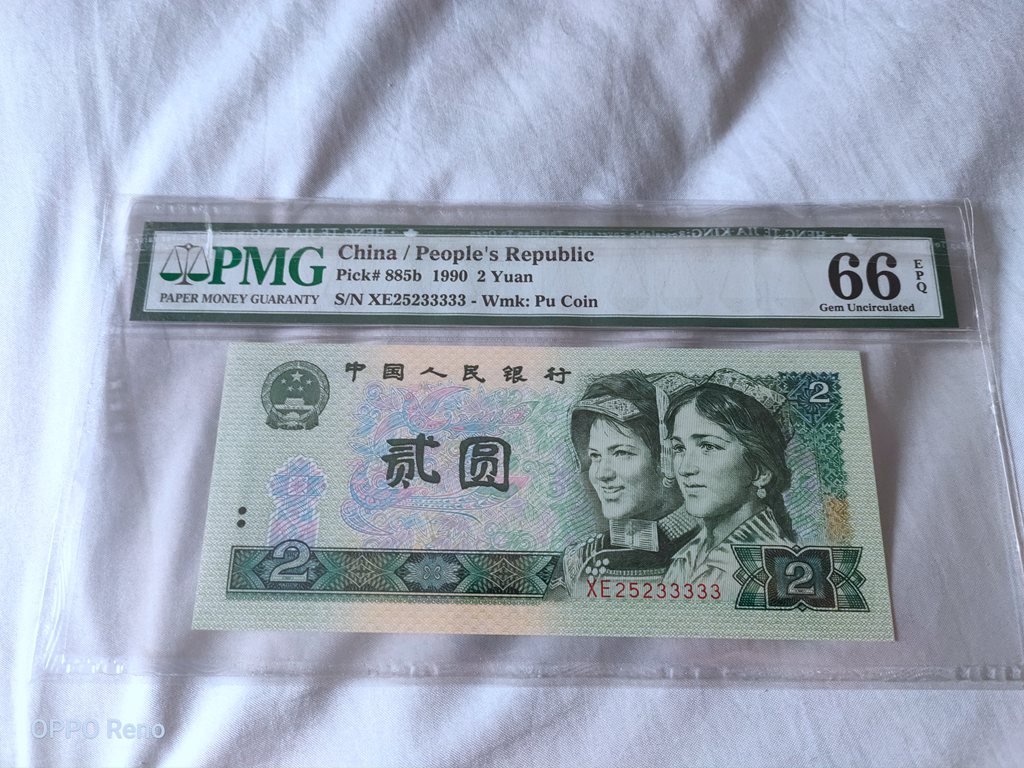 PMG
PAPER MONEY GUARANTY
China / People's Republic
Pick# 885b 1990 2 Yuan
S/N XE25233333 - Wmk: Pu Coin
66
EPQ
Gem Uncirculated
中国人民银行
2
贰圆
2
XE25233333
2
OPPO Reno